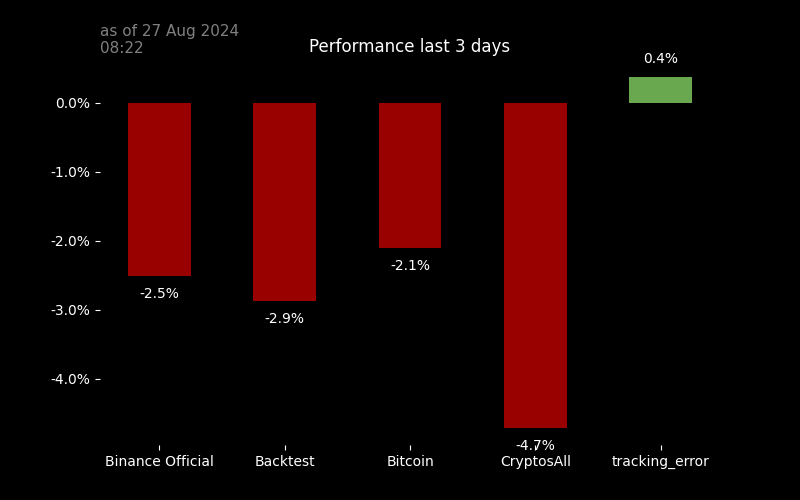 as of 27 Aug 2024
08:22
Performance last 3 days
0.4%
0.0%
-1.0%
-2.0%
-3.0%
-4.0%
-2.5%
-2.9%
-2.1%
-4.7%
Binance Official
Backtest
Bitcoin
CryptosAll
tracking_error